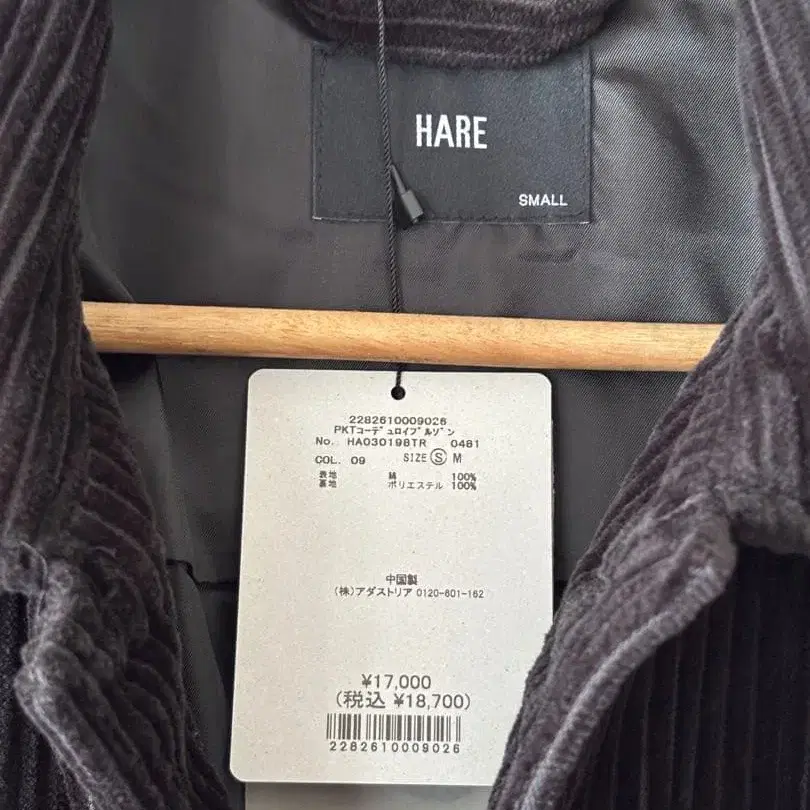 HARE
SMALL
2282610009026
PKTコーデュロイブルゾン
No. HA030198TR 0481
COL. 09 SIZE Ⓢ M
表地 綿 100%
裏地 ポリエステル 100%
中国製
(株)アダストリア 0120-601-162
¥17,000
(税込 ¥18,700)
2282610009026